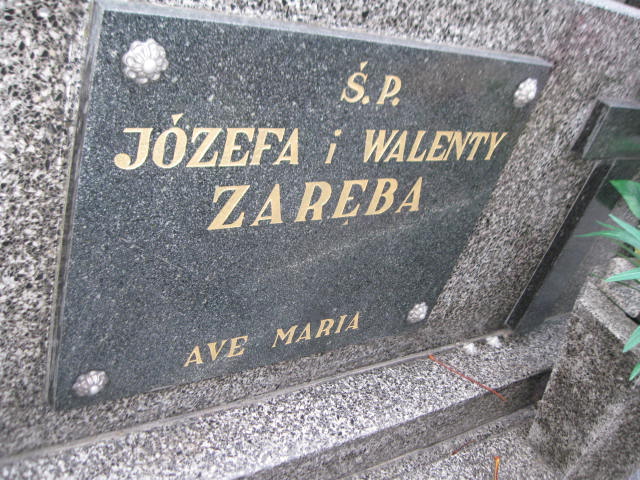 Ś.P.
JÓZEFA i WALENTY
ZARĘBA
AVE MARIA